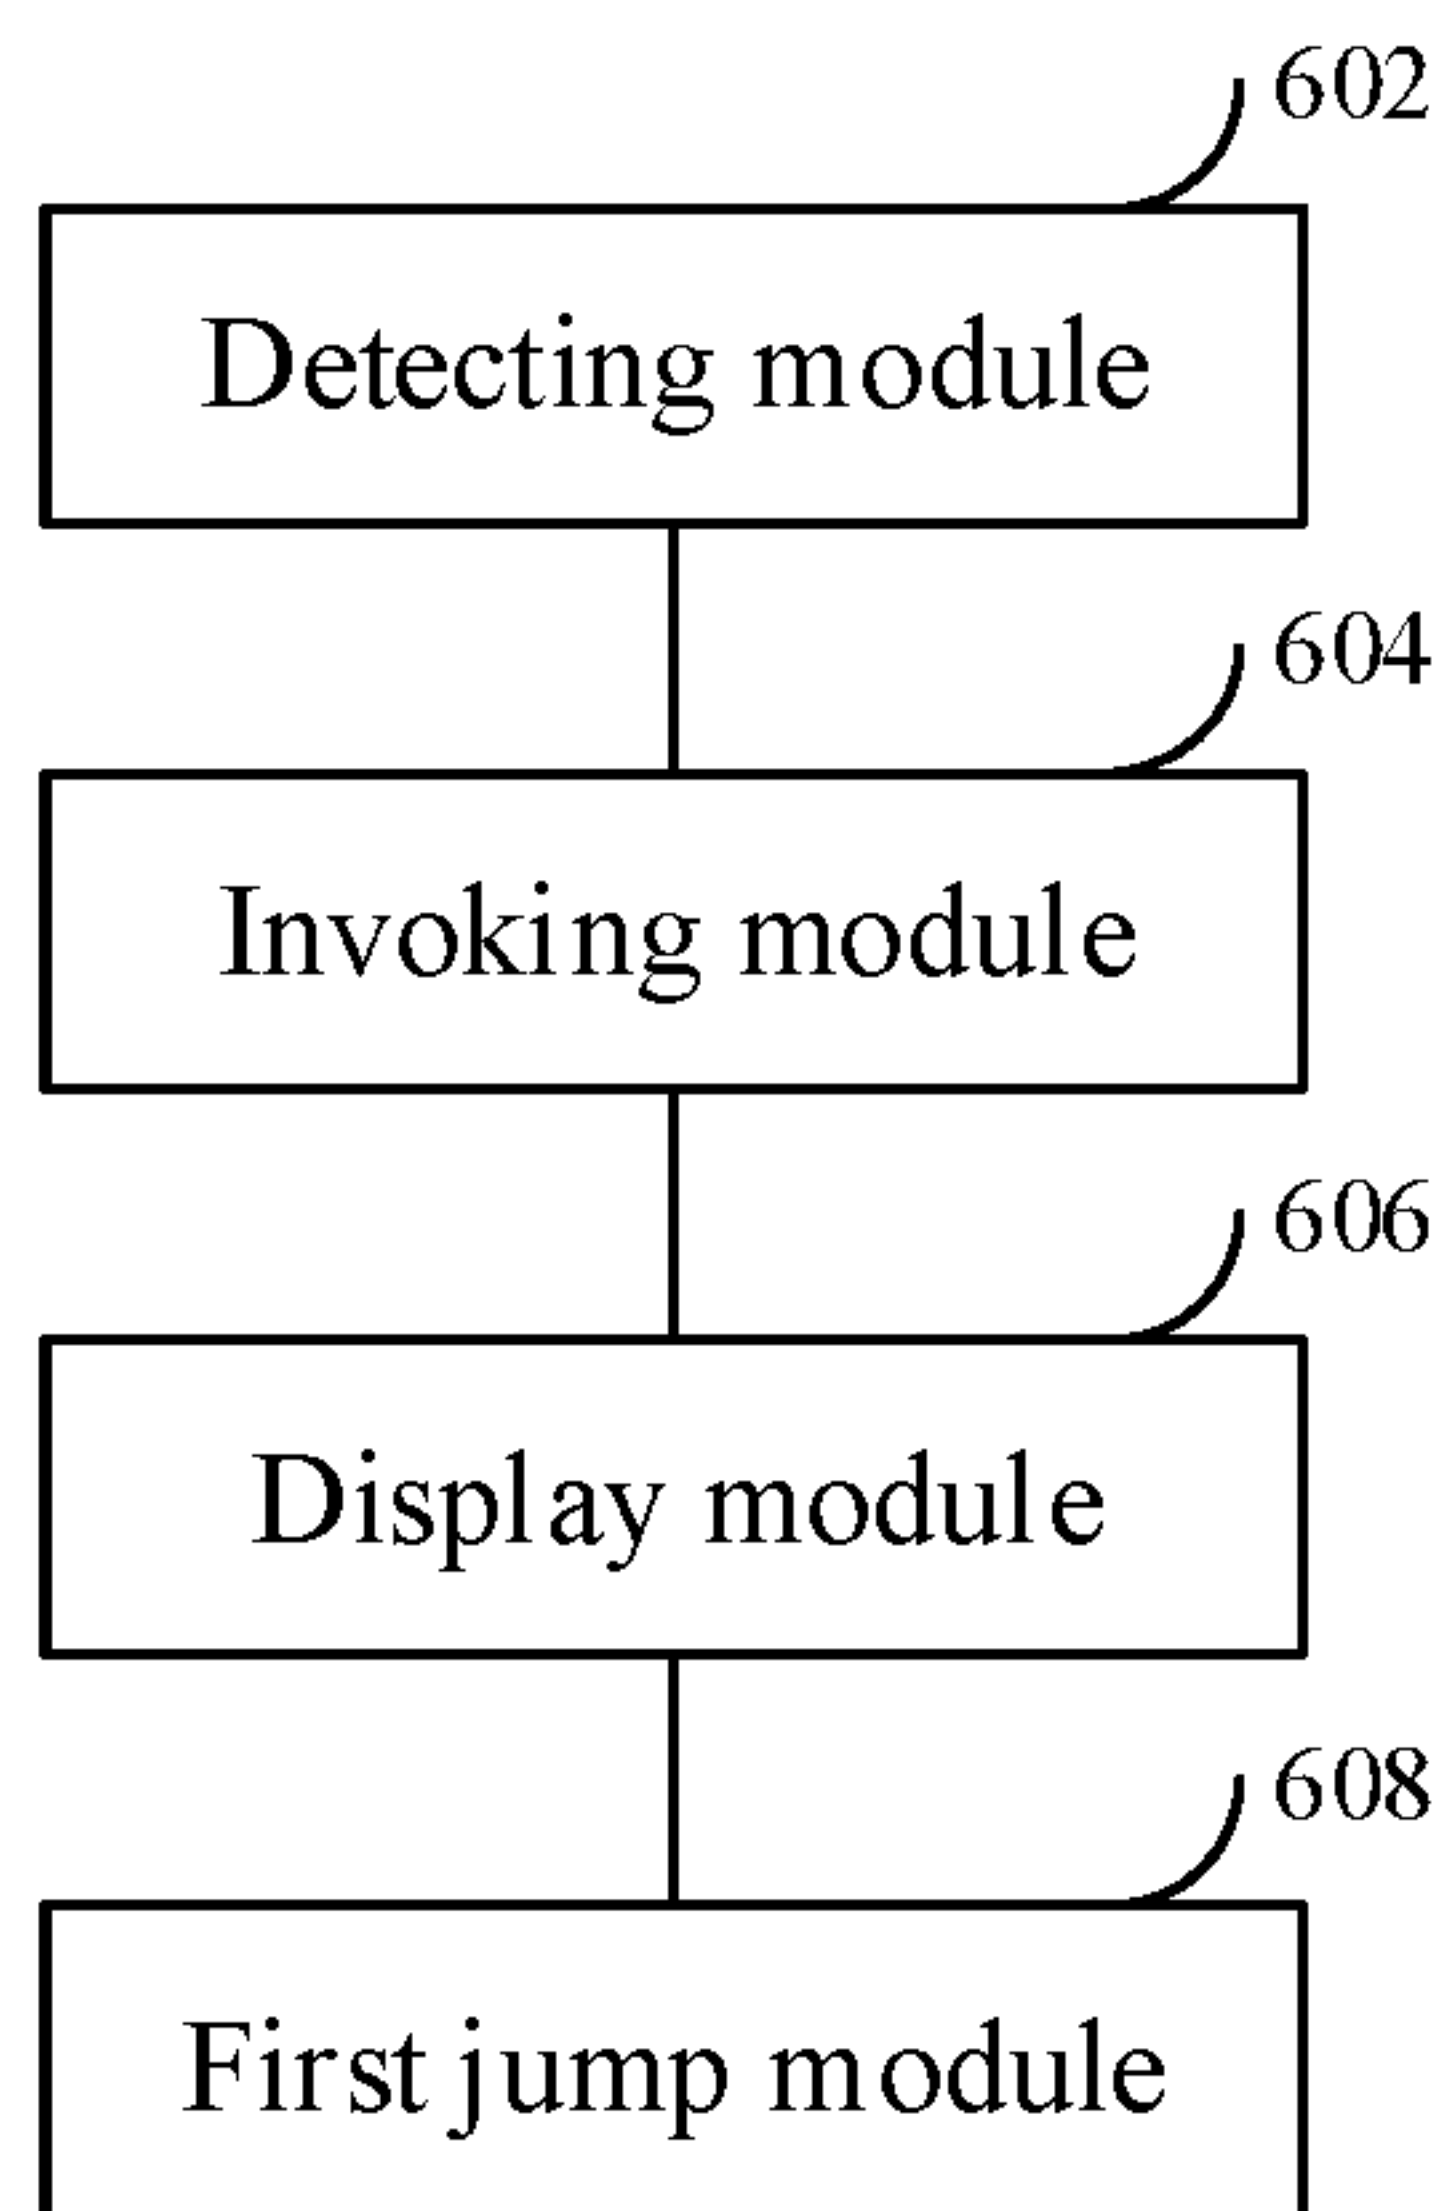 602
Detecting module
604
Invoking module
606
Display module
608
First jump module